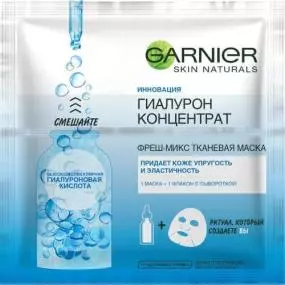 GARNIER
SKIN NATURALS
ИННОВАЦИЯ
ГИАЛУРОН
КОНЦЕНТРАТ
СМЕШАЙТЕ
ФРЕШ-МИКС ТКАНЕВАЯ МАСКА
ПРИДАЕТ КОЖЕ УПРУГОСТЬ
И ЭЛАСТИЧНОСТЬ
1 МАСКА + 1 ФЛАКОН С СЫВОРОТКОЙ
ГИАЛУРОНОВАЯ
КИСЛОТА
+
РИТУАЛ, КОТОРЫЙ
СОЗДАЕТЕ ВЫ